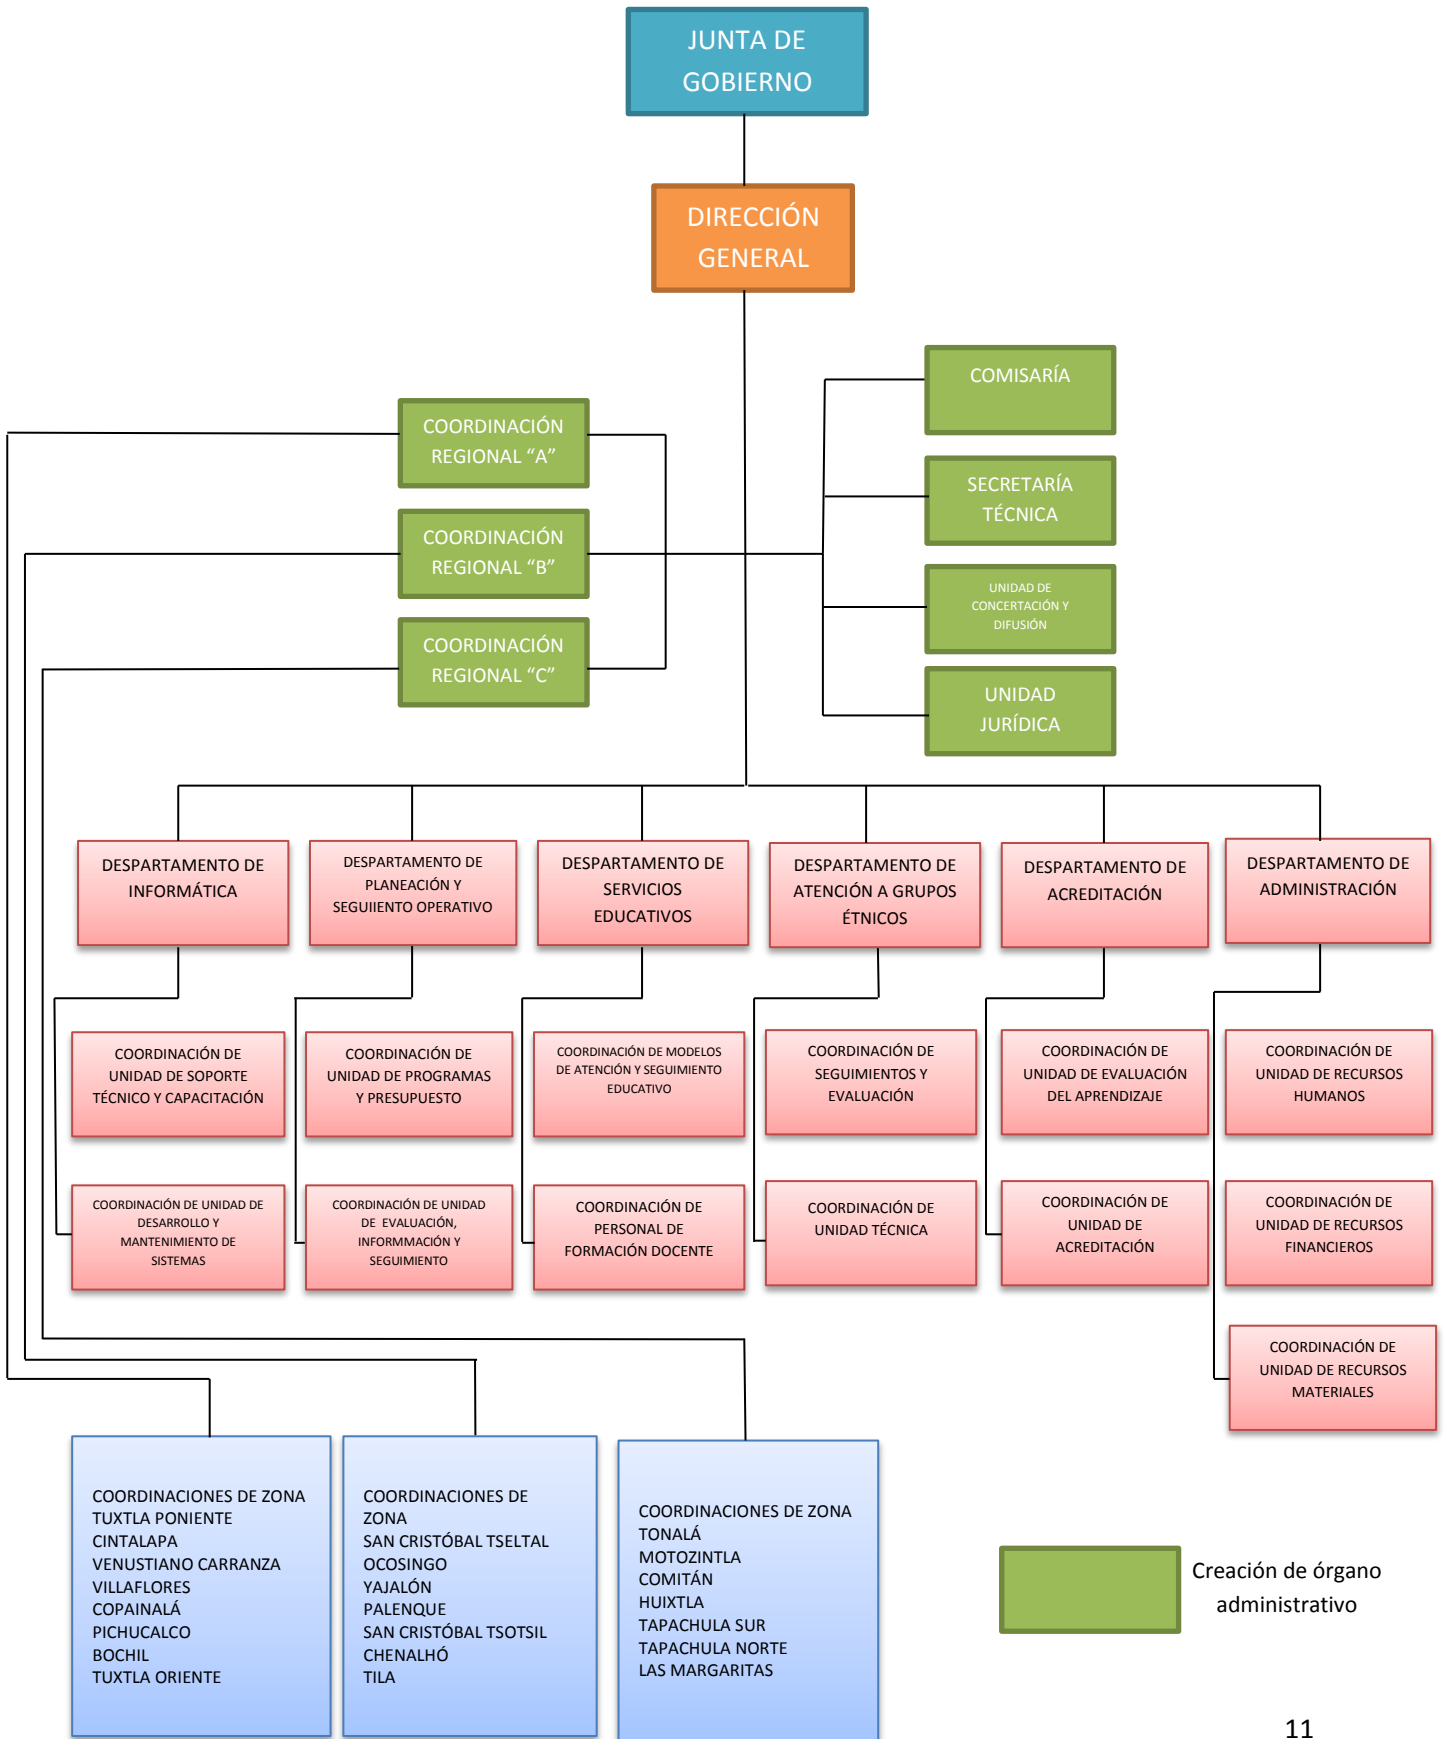 JUNTA DE
GOBIERNO
DIRECCIÓN
GENERAL
COMISARÍA
COORDINACIÓN
REGIONAL “A”
SECRETARÍA
TÉCNICA
COORDINACIÓN
REGIONAL “B”
UNIDAD DE
CONCERTACIÓN Y
DIFUSIÓN
COORDINACIÓN
REGIONAL “C”
UNIDAD
JURÍDICA
DESPARTAMENTO DE
INFORMÁTICA
DESPARTAMENTO DE
PLANEACIÓN Y
SEGUIIENTO OPERATIVO
DESPARTAMENTO DE
SERVICIOS
EDUCATIVOS
DESPARTAMENTO DE
ATENCIÓN A GRUPOS
ÉTNICOS
DESPARTAMENTO DE
ACREDITACIÓN
DESPARTAMENTO DE
ADMINISTRACIÓN
COORDINACIÓN DE
UNIDAD DE SOPORTE
TÉCNICO Y CAPACITACIÓN
COORDINACIÓN DE
UNIDAD DE PROGRAMAS
Y PRESUPUESTO
COORDINACIÓN DE MODELOS
DE ATENCIÓN Y SEGUIMIENTO
EDUCATIVO
COORDINACIÓN DE
SEGUIMIENTOS Y
EVALUACIÓN
COORDINACIÓN DE
UNIDAD DE EVALUACIÓN
DEL APRENDIZAJE
COORDINACIÓN DE
UNIDAD DE RECURSOS
HUMANOS
COORDINACIÓN DE UNIDAD DE
DESARROLLO Y
MANTENIMIENTO DE
SISTEMAS
COORDINACIÓN DE UNIDAD
DE EVALUACIÓN,
INFORMMACIÓN Y
SEGUIMIENTO
COORDINACIÓN DE
PERSONAL DE
FORMACIÓN DOCENTE
COORDINACIÓN DE
UNIDAD TÉCNICA
COORDINACIÓN DE
UNIDAD DE
ACREDITACIÓN
COORDINACIÓN DE
UNIDAD DE RECURSOS
FINANCIEROS
COORDINACIÓN DE
UNIDAD DE RECURSOS
MATERIALES
COORDINACIONES DE ZONA
TUXTLA PONIENTE
CINTALAPA
VENUSTIANO CARRANZA
VILLAFLORES
COPAINALÁ
PICHUCALCO
BOCHIL
TUXTLA ORIENTE
COORDINACIONES DE
ZONA
SAN CRISTÓBAL TSELTAL
OCOSINGO
YAJALÓN
PALENQUE
SAN CRISTÓBAL TSOTSIL
CHENALHÓ
TILA
COORDINACIONES DE ZONA
TONALÁ
MOTOZINTLA
COMITÁN
HUIXTLA
TAPACHULA SUR
TAPACHULA NORTE
LAS MARGARITAS
Creación de órgano
administrativo
11